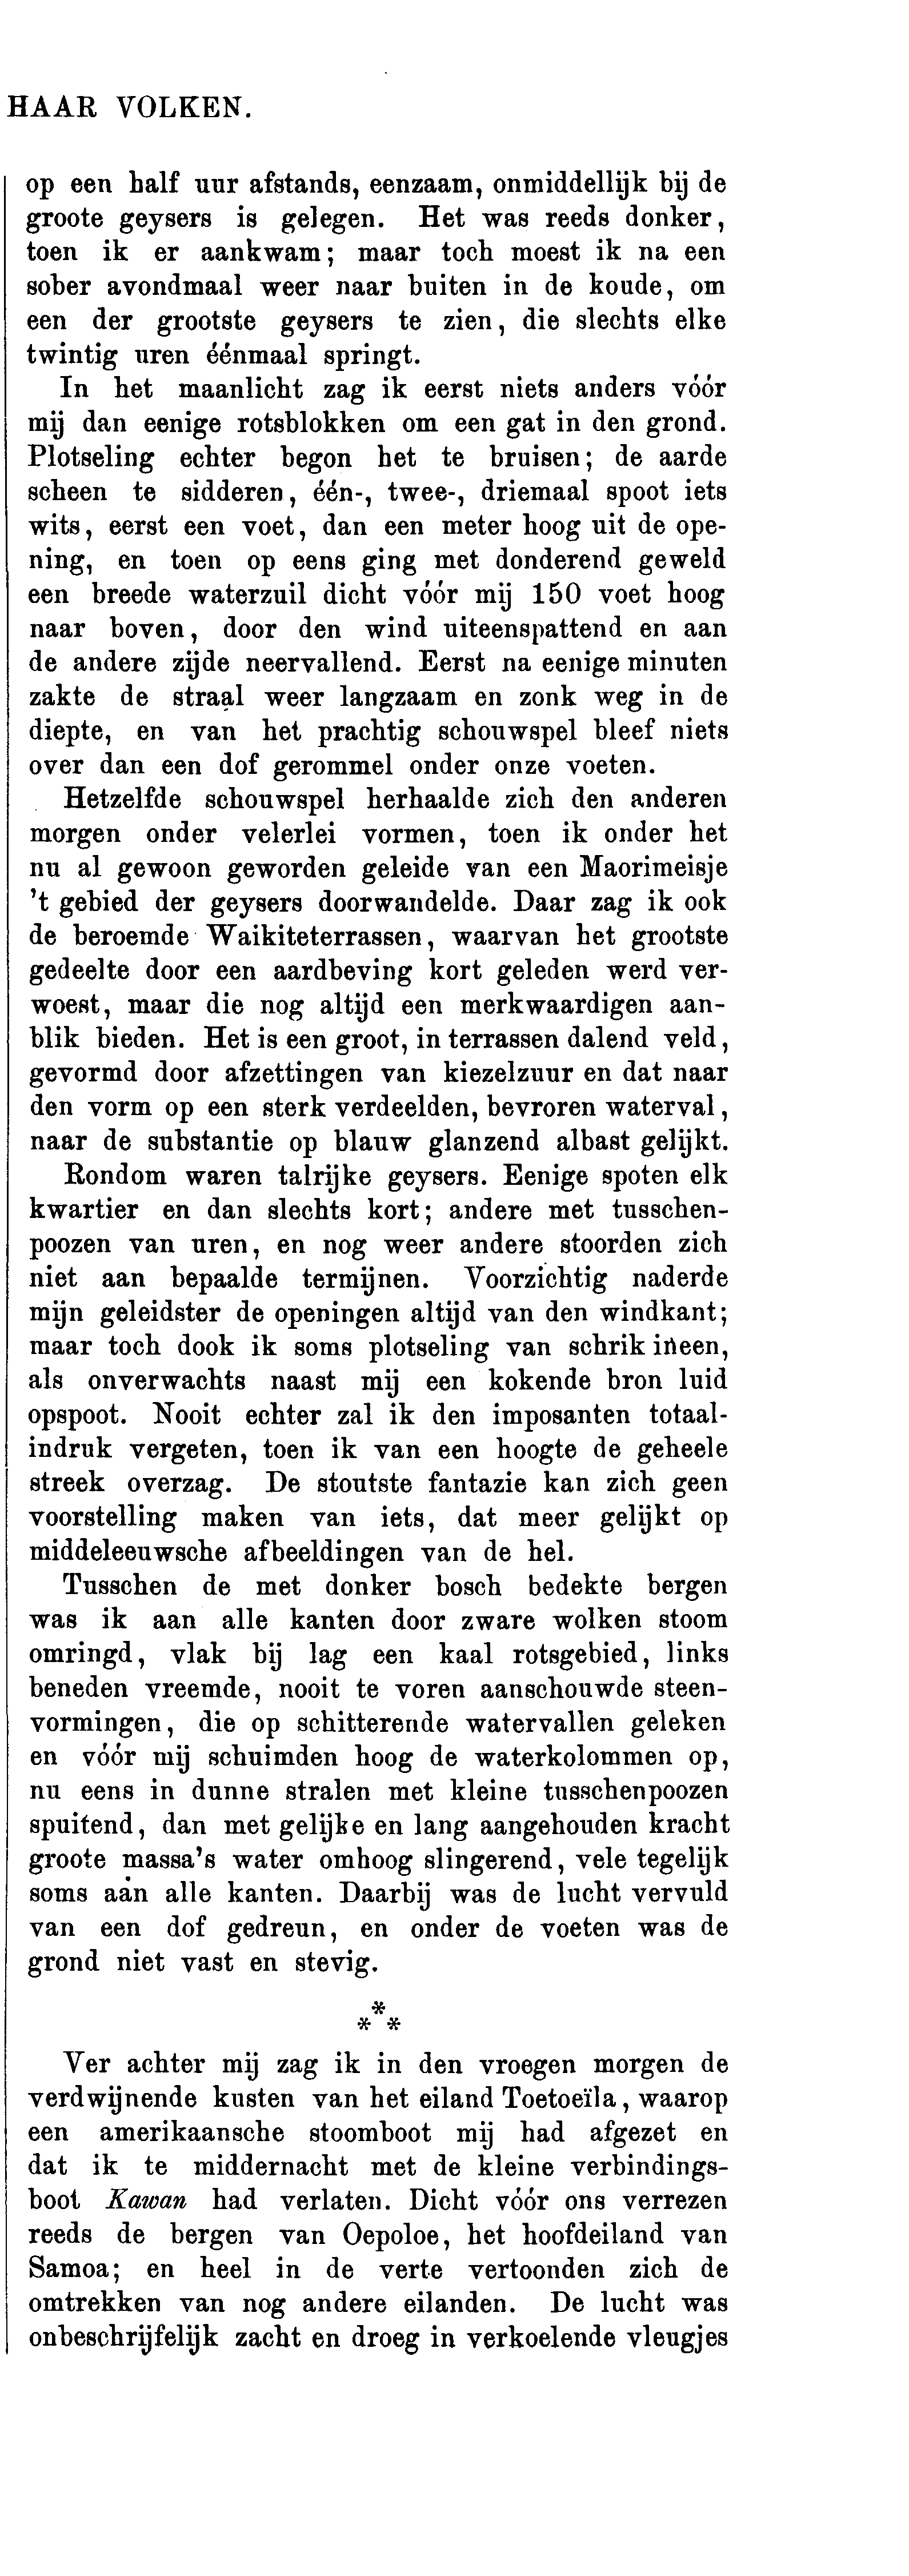 HAAR VOLKEN.
op een half uur afstands, eenzaam, onmiddellijk bij de
groote geysers is gelegen. Het was reeds donker,
toen ik er aankwam; maar toch moest ik na een
sober avondmaal weer naar buiten in de koude, om
een der grootste geysers te zien, die slechts elke
twintig uren éénmaal springt.
In het maanlicht zag ik eerst niets anders vóór
mij dan eenige rotsblokken om een gat in den grond.
Plotseling echter begon het te bruisen; de aarde
scheen te sidderen, één-, twee-, driemaal spoot iets
wits, eerst een voet, dan een meter hoog uit de ope-
ning, en toen op eens ging met donderend geweld
een breede waterzuil dicht vóór mij 150 voet hoog
naar boven, door den wind uiteenspattend en aan
de andere zijde neervallend. Eerst na eenige minuten
zakte de straal weer langzaam en zonk weg in de
diepte, en van het prachtig schouwspel bleef niets
over dan een dof gerommel onder onze voeten.
Hetzelfde schouwspel herhaalde zich den anderen
morgen onder velerlei vormen, toen ik onder het
nu al gewoon geworden geleide van een Maorimeisje
't gebied der geysers doorwandelde. Daar zag ik ook
de beroemde Waikiteterrassen, waarvan het grootste
gedeelte door een aardbeving kort geleden werd ver-
woest, maar die nog altijd een merkwaardigen aan-
blik bieden. Het is een groot, in terrassen dalend veld,
gevormd door afzettingen van kiezelzuur en dat naar
den vorm op een sterk verdeelden, bevroren waterval,
naar de substantie op blauw glanzend albast gelijkt.
Rondom waren talrijke geysers. Eenige spoten elk
kwartier en dan slechts kort; andere met tusschen-
poozen van uren, en nog weer andere stoorden zich
niet aan bepaalde termijnen. Voorzichtig naderde
mijn geleidster de openingen altijd van den windkant;
maar toch dook ik soms plotseling van schrik ineen,
als onverwachts naast mij een kokende bron luid
opspoot. Nooit echter zal ik den imposanten totaal-
indruk vergeten, toen ik van een hoogte de geheele
streek overzag. De stoutste fantazie kan zich geen
voorstelling maken van iets, dat meer gelijkt op
middeleeuwsche afbeeldingen van de hel.
Tusschen de met donker bosch bedekte bergen
was ik aan alle kanten door zware wolken stoom
omringd, vlak bij lag een kaal rotsgebied, links
beneden vreemde, nooit te voren aanschouwde steen-
vormingen, die op schitterende watervallen geleken
en vóór mij schuimden hoog de waterkolommen op,
nu eens in dunne stralen met kleine tusschenpoozen
spuitend, dan met gelijke en lang aangehouden kracht
groote massa's water omhoog slingerend, vele tegelijk
soms aan alle kanten. Daarbij was de lucht vervuld
van een dof gedreun, en onder de voeten was de
grond niet vast en stevig.
***
Ver achter mij zag ik in den vroegen morgen de
verdwijnende kusten van het eiland Toetoeïla, waarop
een amerikaansche stoomboot mij had afgezet en
dat ik te middernacht met de kleine verbindings-
boot Kawan had verlaten. Dicht vóór ons verrezen
reeds de bergen van Oepoloe, het hoofdeiland van
Samoa; en heel in de verte vertoonden zich de
omtrekken van nog andere eilanden. De lucht was
onbeschrijfelijk zacht en droeg in verkoelende vleugjes